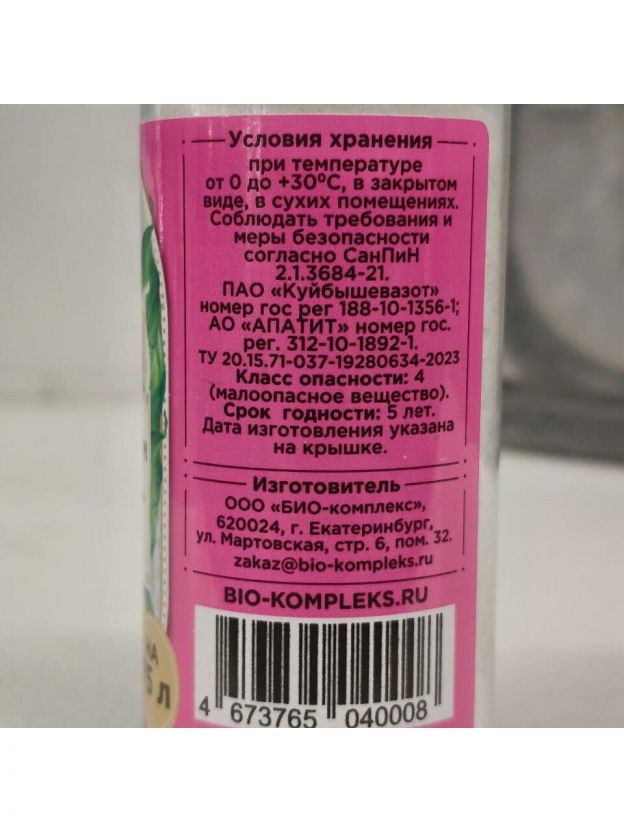 Условия хранения
при температуре
от 0 до +30°С, в закрытом
виде, в сухих помещениях.
Соблюдать требования и
меры безопасности
согласно СанПиН
2.1.3684-21.
ПАО «Куйбышевазот»
номер гос рег 188-10-1356-1;
АО «АПАТИТ» номер гос.
рег. 312-10-1892-1.
ТУ 20.15.71-037-19280634-2023
Класс опасности: 4
(малоопасное вещество).
Срок годности: 5 лет.
Дата изготовления указана
на крышке.
Изготовитель
ООО «БИО-комплекс»,
620024, г. Екатеринбург,
ул. Мартовская, стр. 6, пом. 32.
zakaz@bio-kompleks.ru
BIO-KOMPLEKS.RU
НА
5 л
4 673765 040008